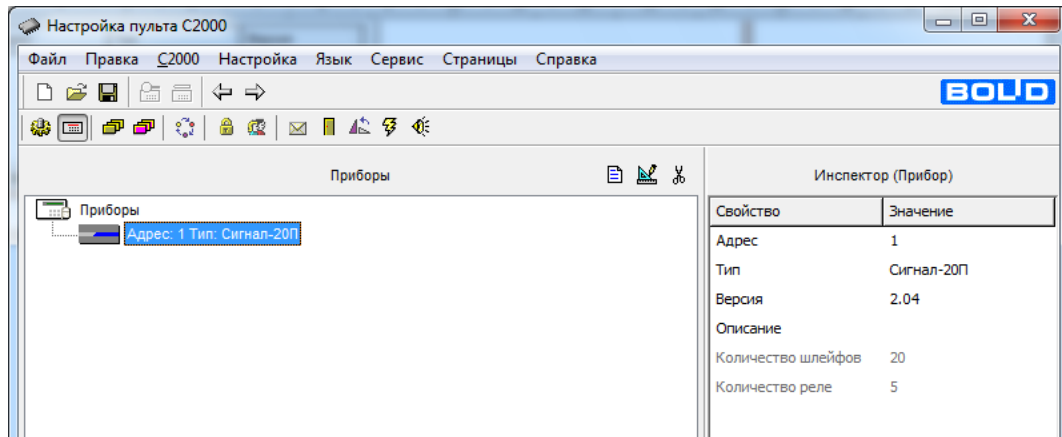 Настройка пульта С2000
Файл Правка С2000 Настройка Язык Сервис Страницы Справка
BOLID
Приборы
Инспектор (Прибор)
Приборы
Адрес: 1 Тип: Сигнал-20П
Свойство Значение
Адрес 1
Тип Сигнал-20П
Версия 2.04
Описание
Количество шлейфов 20
Количество реле 5